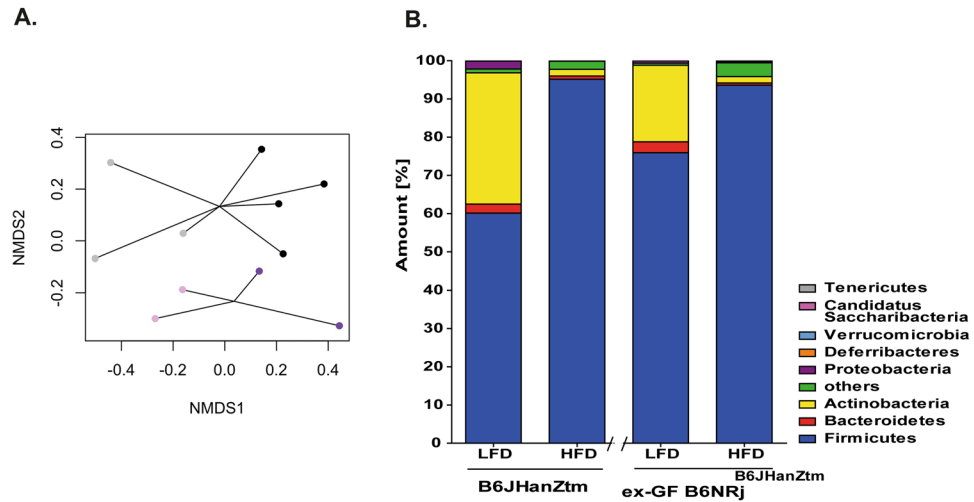 A.
B.
0.4
0.2
0.0
-0.2
NMDS2
-0.4
-0.2
0.0
0.2
0.4
NMDS1
100
90
80
70
60
50
40
30
20
10
0
Amount [%]
LFD
HFD
LFD
HFD
B6JHanZtm
ex-GF B6NRj
B6JHanZtm
Tenericutes
Candidatus
Saccharibacteria
Verrucomicrobia
Deferribacteres
Proteobacteria
others
Actinobacteria
Bacteroidetes
Firmicutes